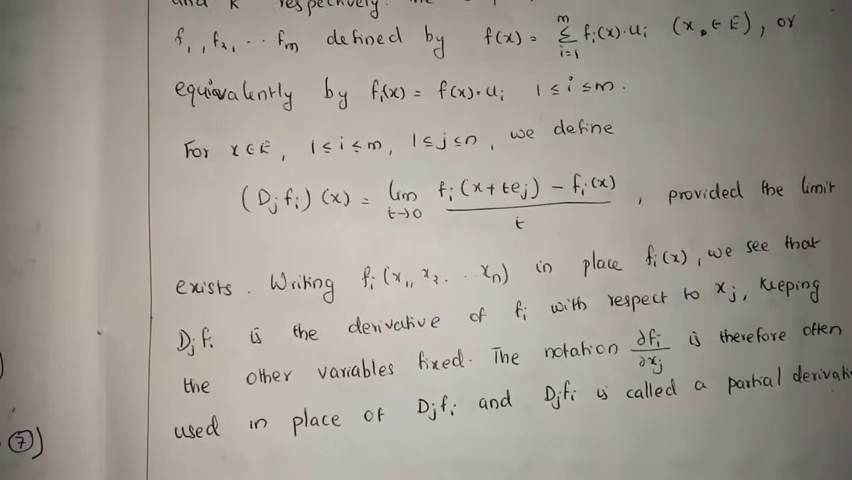 and k respectively. The
f₁, f₂, .. fₘ defined by f(x) = Σᵢ₌₁ᵐ fᵢ(x)·uᵢ (x ∈ E), or
equivalently by fᵢ(x) = f(x)·uᵢ 1 ≤ i ≤ m.
For x ∈ E, 1 ≤ i ≤ m, 1 ≤ j ≤ n, we define
(Dⱼfᵢ)(x) = lim t→0 (fᵢ(x+teⱼ) − fᵢ(x)) / t, provided the limit
exists. Writing fᵢ(x₁, x₂ .. xₙ) in place fᵢ(x), we see that
Dⱼfᵢ is the derivative of fᵢ with respect to xⱼ, keeping
the other variables fixed. The notation ∂fᵢ/∂xⱼ is therefore often
used in place of Dⱼfᵢ and Dⱼfᵢ is called a partial derivati
⑦)